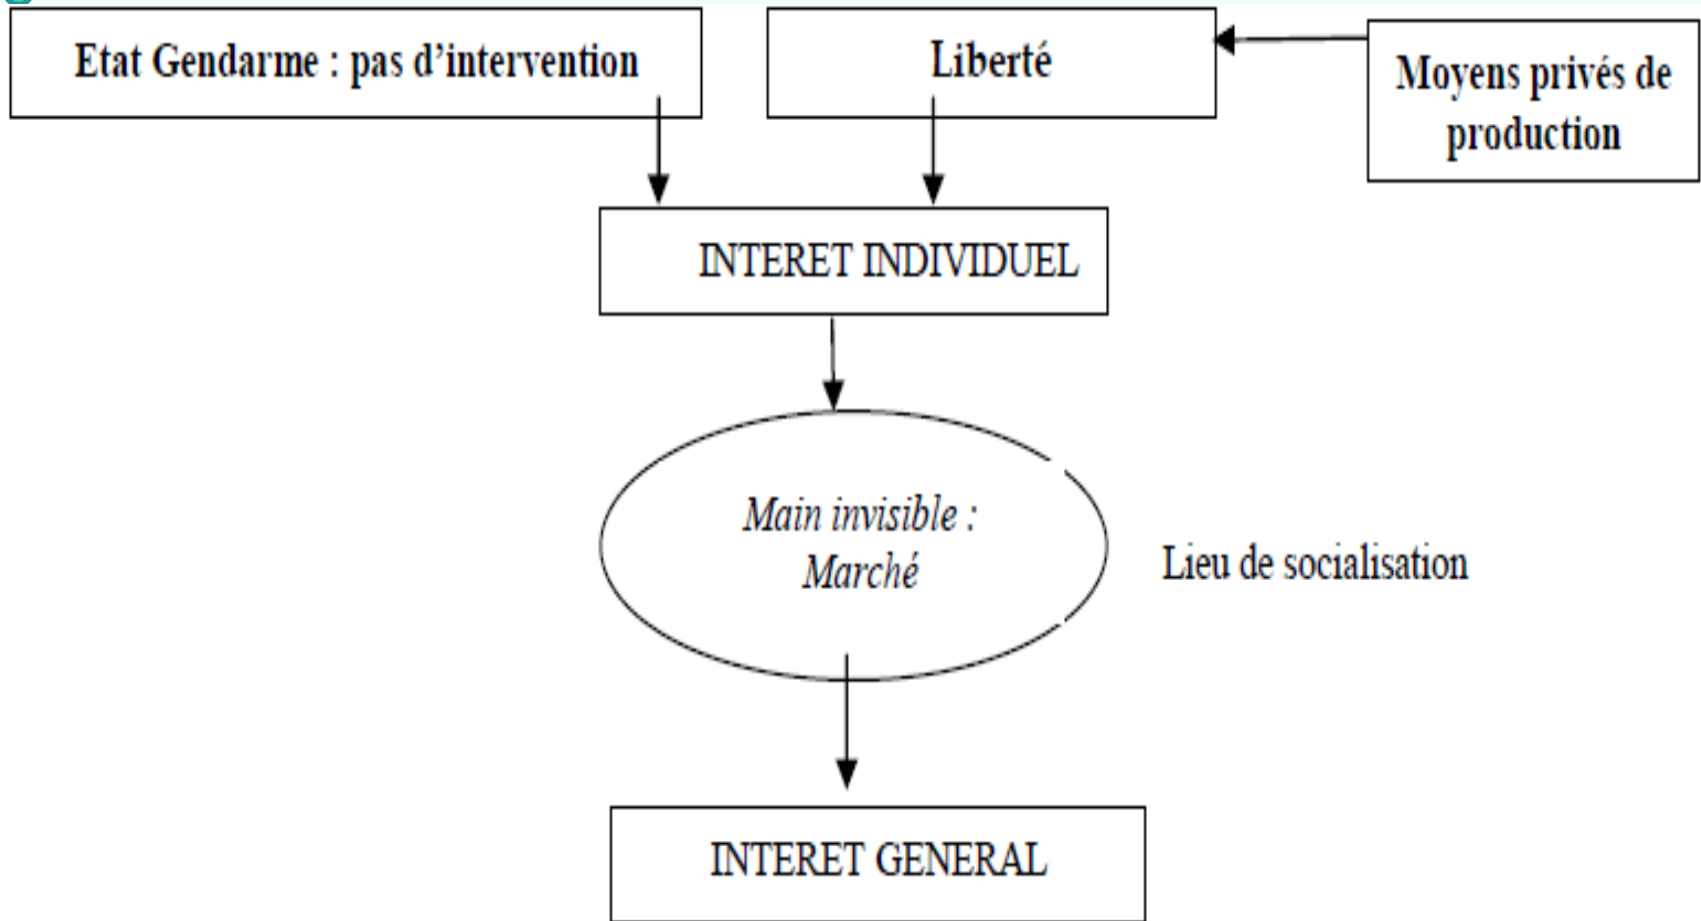 Etat Gendarme : pas d’intervention
Liberté
Moyens privés de
production
INTERET INDIVIDUEL
Main invisible :
Marché
Lieu de socialisation
INTERET GENERAL